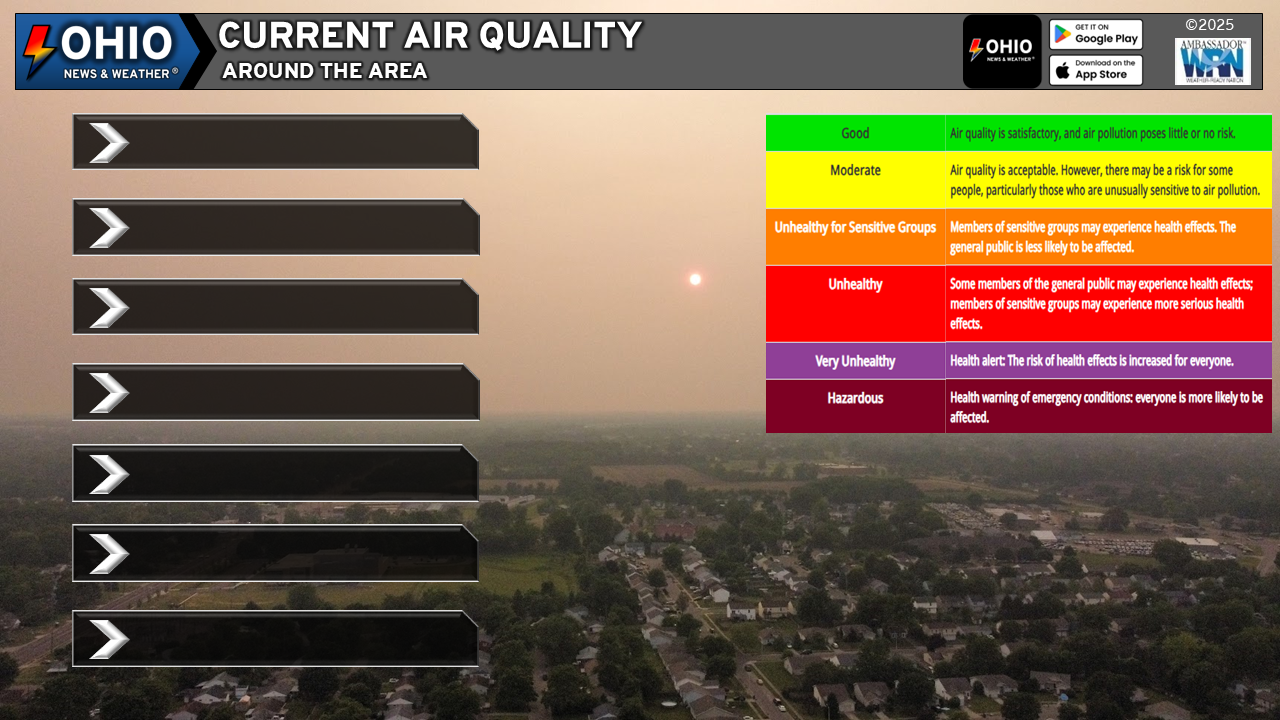 OHIO
NEWS & WEATHER®
CURRENT AIR QUALITY
AROUND THE AREA
OHIO
NEWS & WEATHER®
GET IT ON
Google Play
Download on the
App Store
©2025
AMBASSADOR™
WRN
WEATHER-READY NATION
Good
Air quality is satisfactory, and air pollution poses little or no risk.
Moderate
Air quality is acceptable. However, there may be a risk for some
people, particularly those who are unusually sensitive to air pollution.
Unhealthy for Sensitive Groups
Members of sensitive groups may experience health effects. The
general public is less likely to be affected.
Unhealthy
Some members of the general public may experience health effects;
members of sensitive groups may experience more serious health
effects.
Very Unhealthy
Health alert: The risk of health effects is increased for everyone.
Hazardous
Health warning of emergency conditions: everyone is more likely to be
affected.